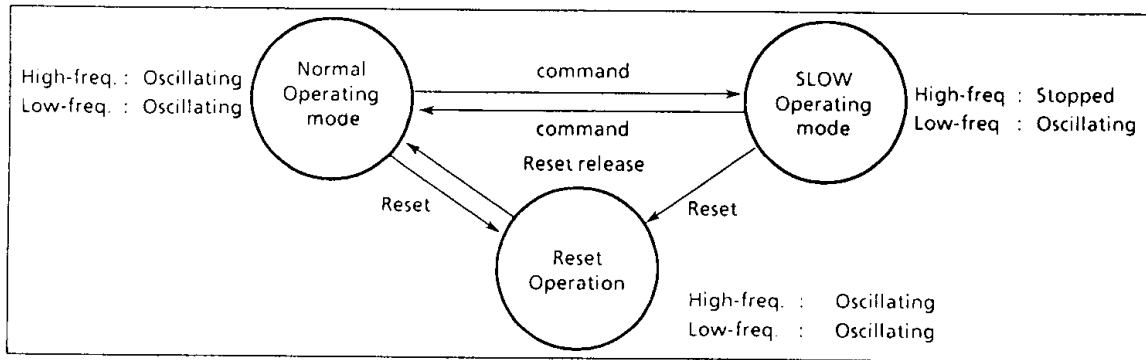 High-freq. : Oscillating
Low-freq. : Oscillating
Normal
Operating
mode
command
command
SLOW
Operating
mode
High-freq : Stopped
Low-freq : Oscillating
Reset release
Reset
Reset
Reset
Operation
High-freq. : Oscillating
Low-freq. : Oscillating